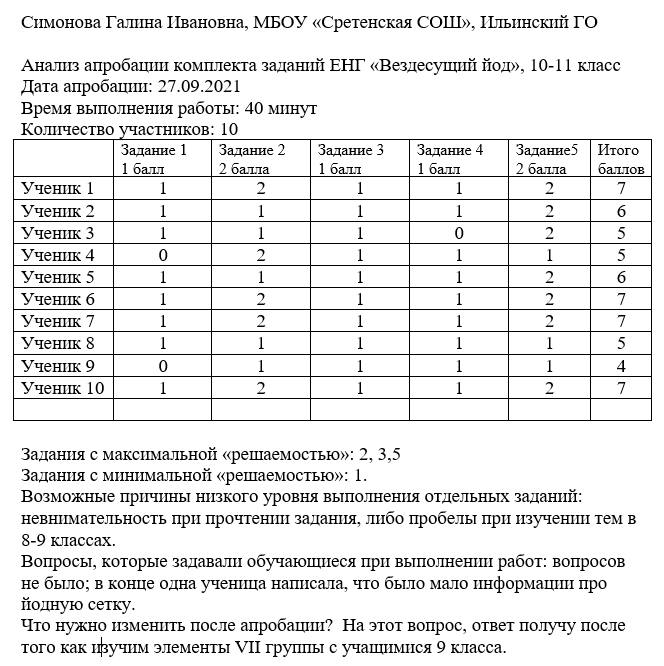 Симонова Галина Ивановна, МБОУ «Сретенская СОШ», Ильинский ГО
Анализ апробации комплекта заданий ЕНГ «Вездесущий йод», 10-11 класс
Дата апробации: 27.09.2021
Время выполнения работы: 40 минут
Количество участников: 10
Задание 1 Задание 2 Задание 3 Задание 4 Задание5 Итого
1 балл 2 балла 1 балл 1 балл 2 балла баллов
Ученик 1 1 2 1 1 2 7
Ученик 2 1 1 1 1 2 6
Ученик 3 1 1 1 0 2 5
Ученик 4 0 2 1 1 1 5
Ученик 5 1 1 1 1 2 6
Ученик 6 1 2 1 1 2 7
Ученик 7 1 2 1 1 2 7
Ученик 8 1 1 1 1 1 5
Ученик 9 0 1 1 1 1 4
Ученик 10 1 2 1 1 2 7
Задания с максимальной «решаемостью»: 2, 3,5
Задания с минимальной «решаемостью»: 1.
Возможные причины низкого уровня выполнения отдельных заданий:
невнимательность при прочтении задания, либо пробелы при изучении тем в
8-9 классах.
Вопросы, которые задавали обучающиеся при выполнении работ: вопросов
не было; в конце одна ученица написала, что было мало информации про
йодную сетку.
Что нужно изменить после апробации? На этот вопрос, ответ получу после
того как изучим элементы VII группы с учащимися 9 класса.